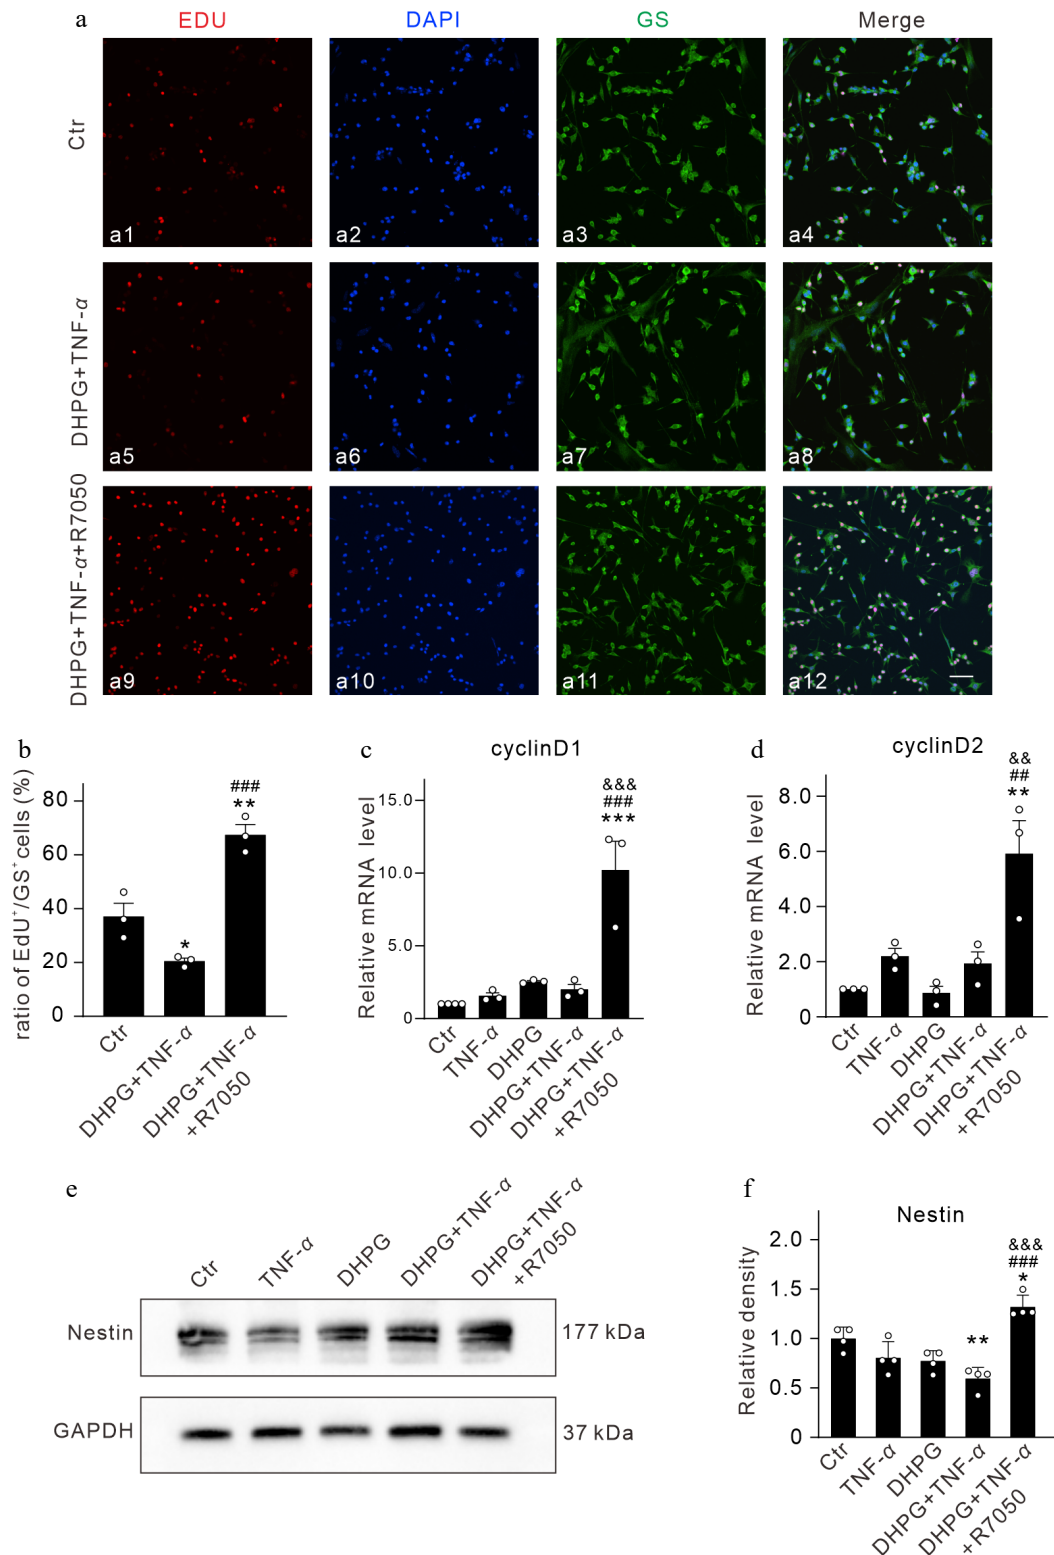 a
EDU
DAPI
GS
Merge
Ctr
a1
a2
a3
a4
DHPG+TNF-α
a5
a6
a7
a8
DHPG+TNF-α+R7050
a9
a10
a11
a12
b
ratio of EdU⁺/GS⁺ cells (%)
80
60
40
20
0
*
###
**
Ctr
DHPG+TNF-α
DHPG+TNF-α
+R7050
c
cyclinD1
Relative mRNA level
15.0
10.0
5.0
0
&&&
###
***
Ctr
TNF-α
DHPG
DHPG+TNF-α
DHPG+TNF-α
+R7050
d
cyclinD2
Relative mRNA level
8.0
6.0
4.0
2.0
0
&&
##
**
Ctr
TNF-α
DHPG
DHPG+TNF-α
DHPG+TNF-α
+R7050
e
Ctr
TNF-α
DHPG
DHPG+TNF-α
DHPG+TNF-α
+R7050
Nestin
177 kDa
GAPDH
37 kDa
f
Nestin
Relative density
2.0
1.5
1.0
0.5
0
**
&&&
###
*
Ctr
TNF-α
DHPG
DHPG+TNF-α
DHPG+TNF-α
+R7050